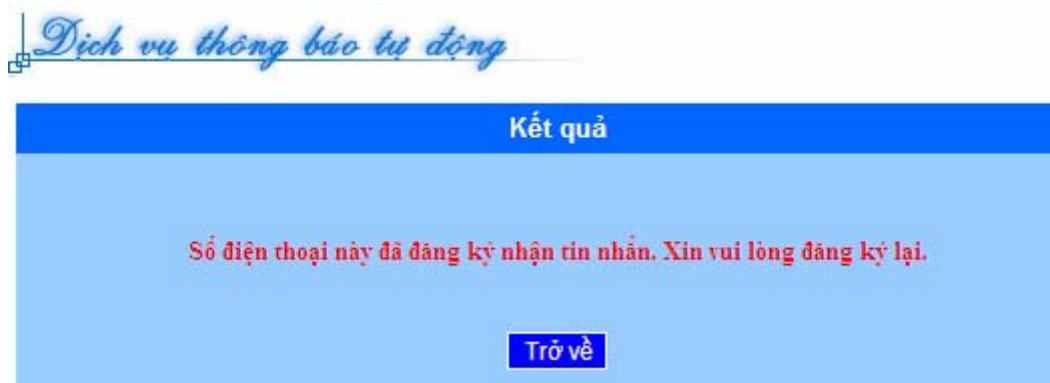 Dịch vụ thông báo tự động
Kết quả
Số điện thoại này đã đăng ký nhận tin nhắn. Xin vui lòng đăng ký lại.
Trở về